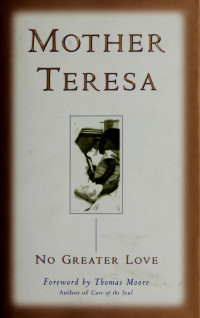 MOTHER
TERESA
NO GREATER LOVE
Foreword by Thomas Moore
Author of Care of the Soul